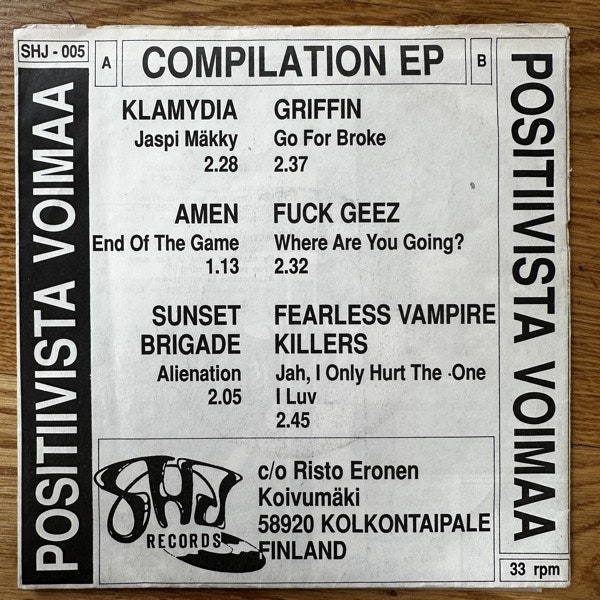 SHJ - 005
A
COMPILATION EP
B
POSITIIVISTA VOIMAA
KLAMYDIA
Jaspi Mäkky
2.28
AMEN
End Of The Game
1.13
SUNSET
BRIGADE
Alienation
2.05
GRIFFIN
Go For Broke
2.37
FUCK GEEZ
Where Are You Going?
2.32
FEARLESS VAMPIRE
KILLERS
Jah, I Only Hurt The One
I Luv
2.45
POSITIIVISTA VOIMAA
SHJ
RECORDS
c/o Risto Eronen
Koivumäki
58920 KOLKONTAIPALE
FINLAND
33 rpm